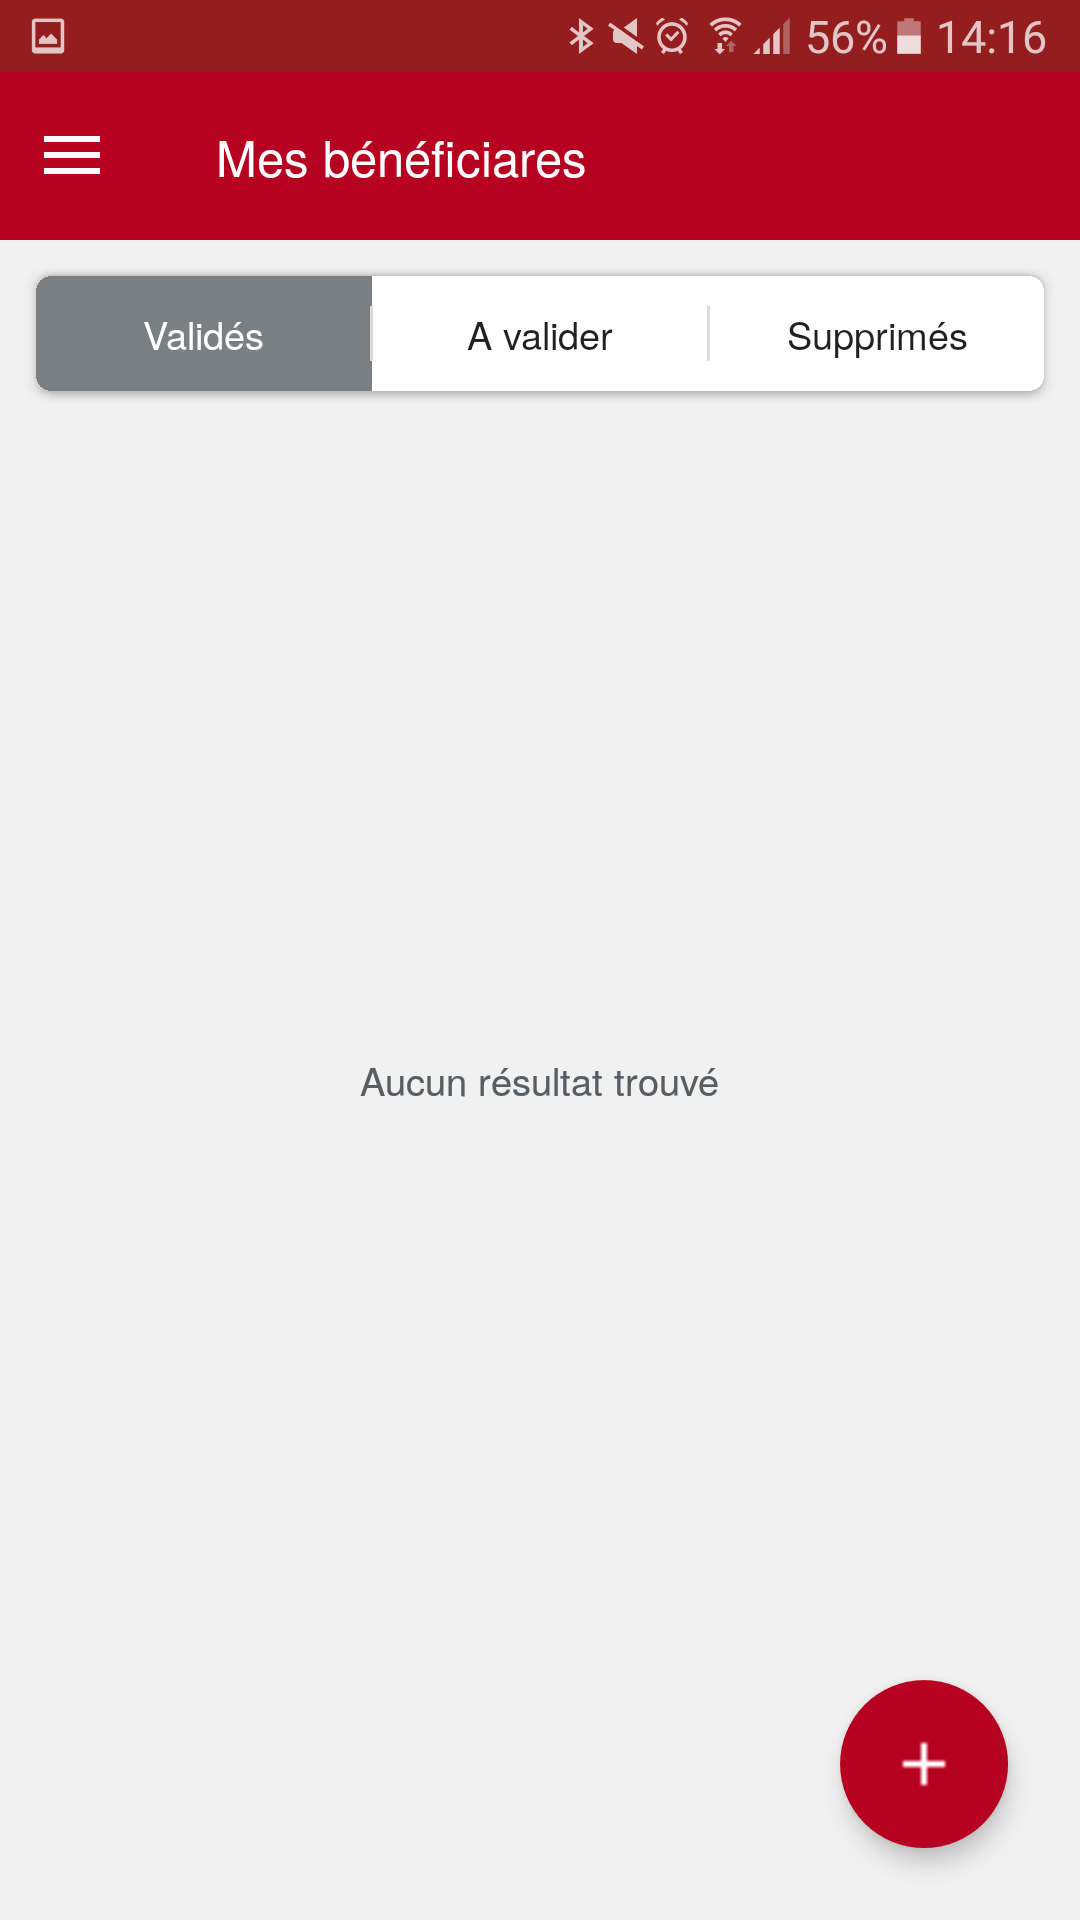 56% 14:16
Mes bénéficiares
Validés A valider Supprimés
Aucun résultat trouvé